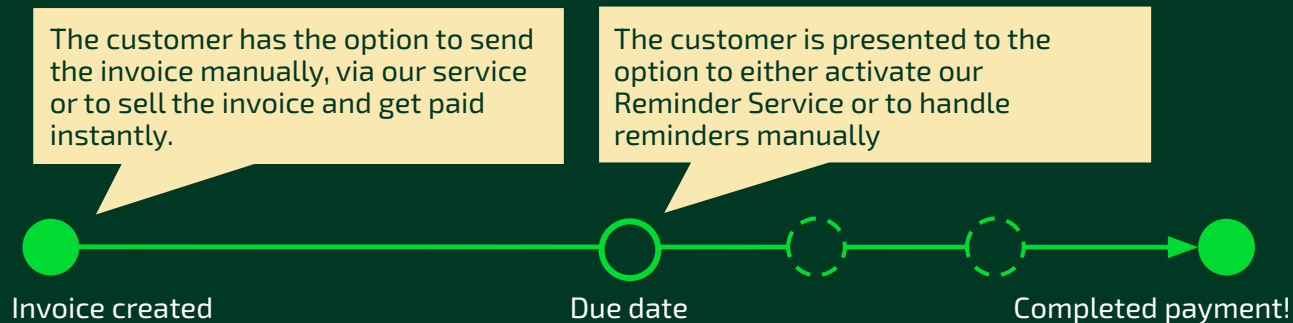 The customer has the option to send
the invoice manually, via our service
or to sell the invoice and get paid
instantly.
The customer is presented to the
option to either activate our
Reminder Service or to handle
reminders manually
Invoice created
Due date
Completed payment!